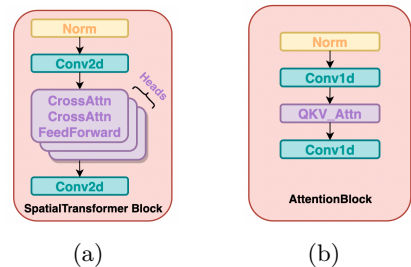 Norm
Conv2d
Heads
CrossAttn
CrossAttn
FeedForward
Conv2d
SpatialTransformer Block
(a)
Norm
Conv1d
QKV_Attn
Conv1d
AttentionBlock
(b)